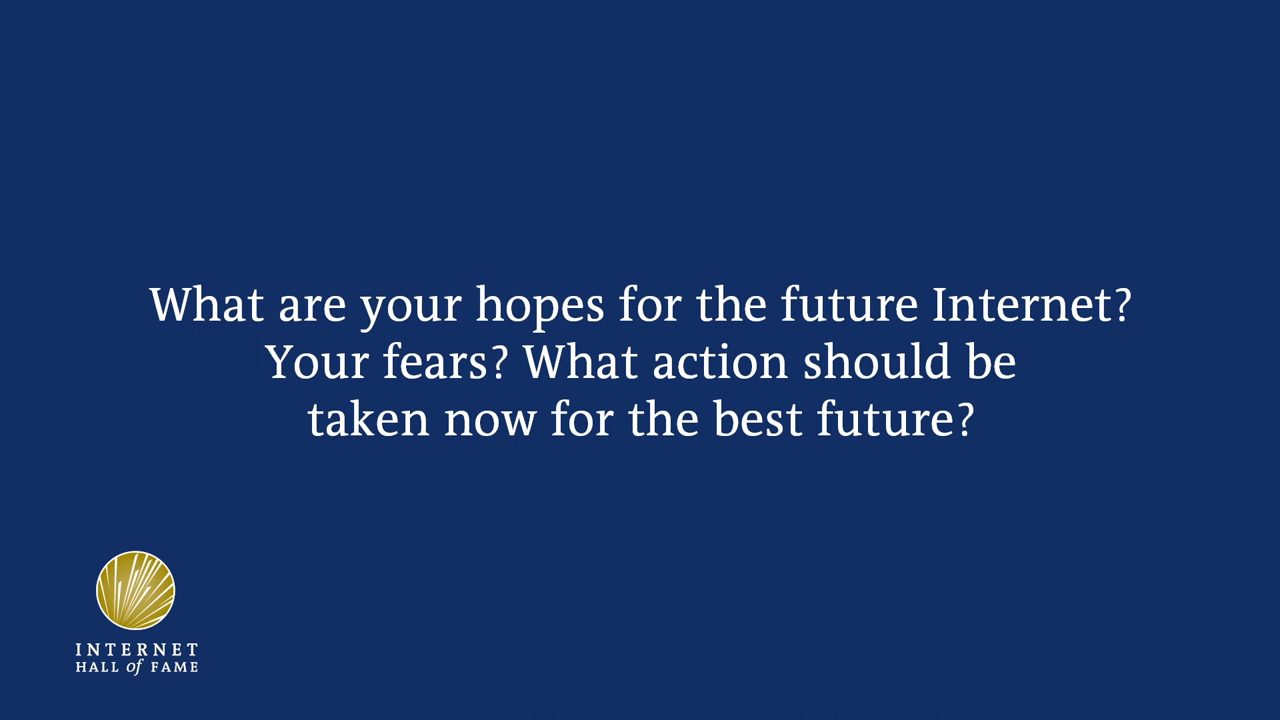 What are your hopes for the future Internet?
Your fears? What action should be
taken now for the best future?
INTERNET
HALL of FAME